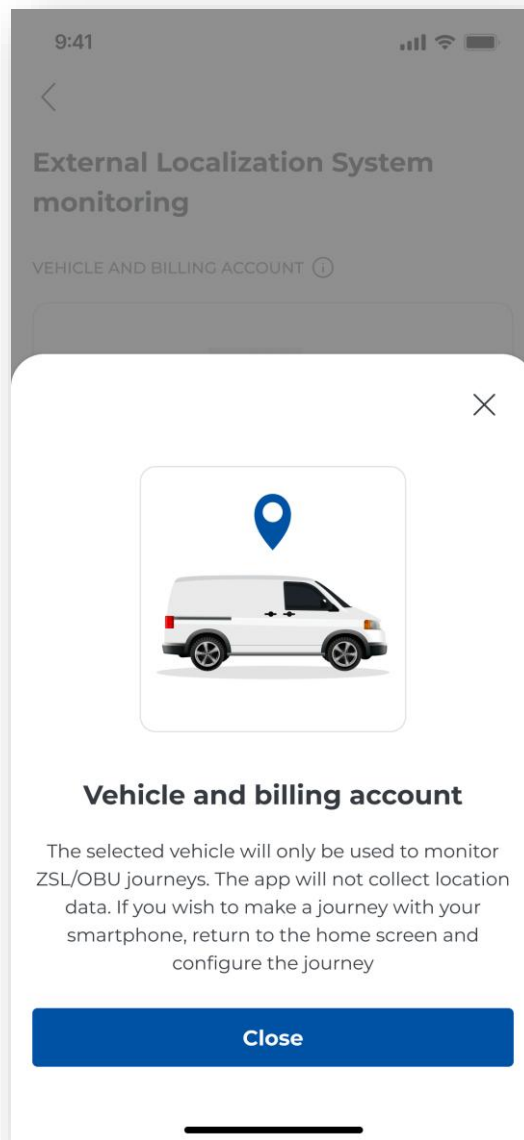 9:41
External Localization System
monitoring
VEHICLE AND BILLING ACCOUNT
Vehicle and billing account
The selected vehicle will only be used to monitor
ZSL/OBU journeys. The app will not collect location
data. If you wish to make a journey with your
smartphone, return to the home screen and
configure the journey
Close